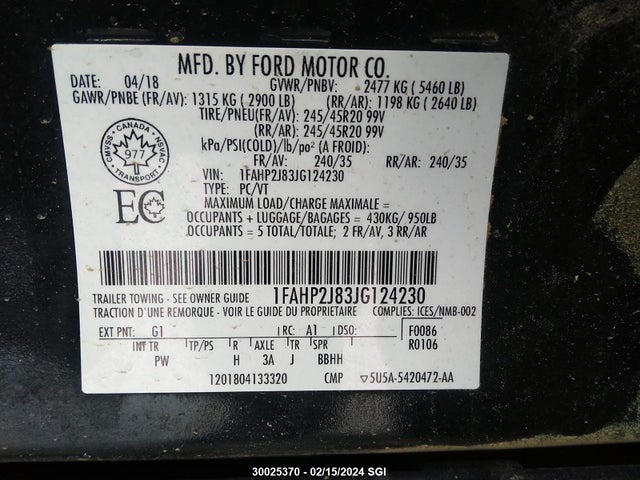 MFD. BY FORD MOTOR CO.
DATE: 04/18 GVWR/PNBV: 2477 KG ( 5460 LB)
GAWR/PNBE (FR/AV): 1315 KG ( 2900 LB) (RR/AR): 1198 KG ( 2640 LB)
TIRE/PNEU(FR/AV): 245/45R20 99V
(RR/AR): 245/45R20 99V
kPa/PSI(COLD)/lb/po² (A FROID):
FR/AV: 240/35 RR/AR: 240/35
VIN: 1FAHP2J83JG124230
TYPE: PC/VT
MAXIMUM LOAD/CHARGE MAXIMALE =
OCCUPANTS + LUGGAGE/BAGAGES = 430KG/ 950LB
OCCUPANTS = 5 TOTAL/TOTALE; 2 FR/AV, 3 RR/AR
CANADA
CMVSS
NSVAC
977
TRANSPORT
EC
TRAILER TOWING - SEE OWNER GUIDE 1FAHP2J83JG124230
TRACTION D'UNE REMORQUE - VOIR LE GUIDE DU PROPRIETAIRE COMPLIES: ICES/NMB-002
EXT PNT: G1 RC: A1 DSO: F0086
INT TR TP/PS R AXLE TR SPR R0106
PW H 3A J BBHH
1201804133320 CMP ▽5U5A-5420472-AA
30025370 - 02/15/2024 SGI